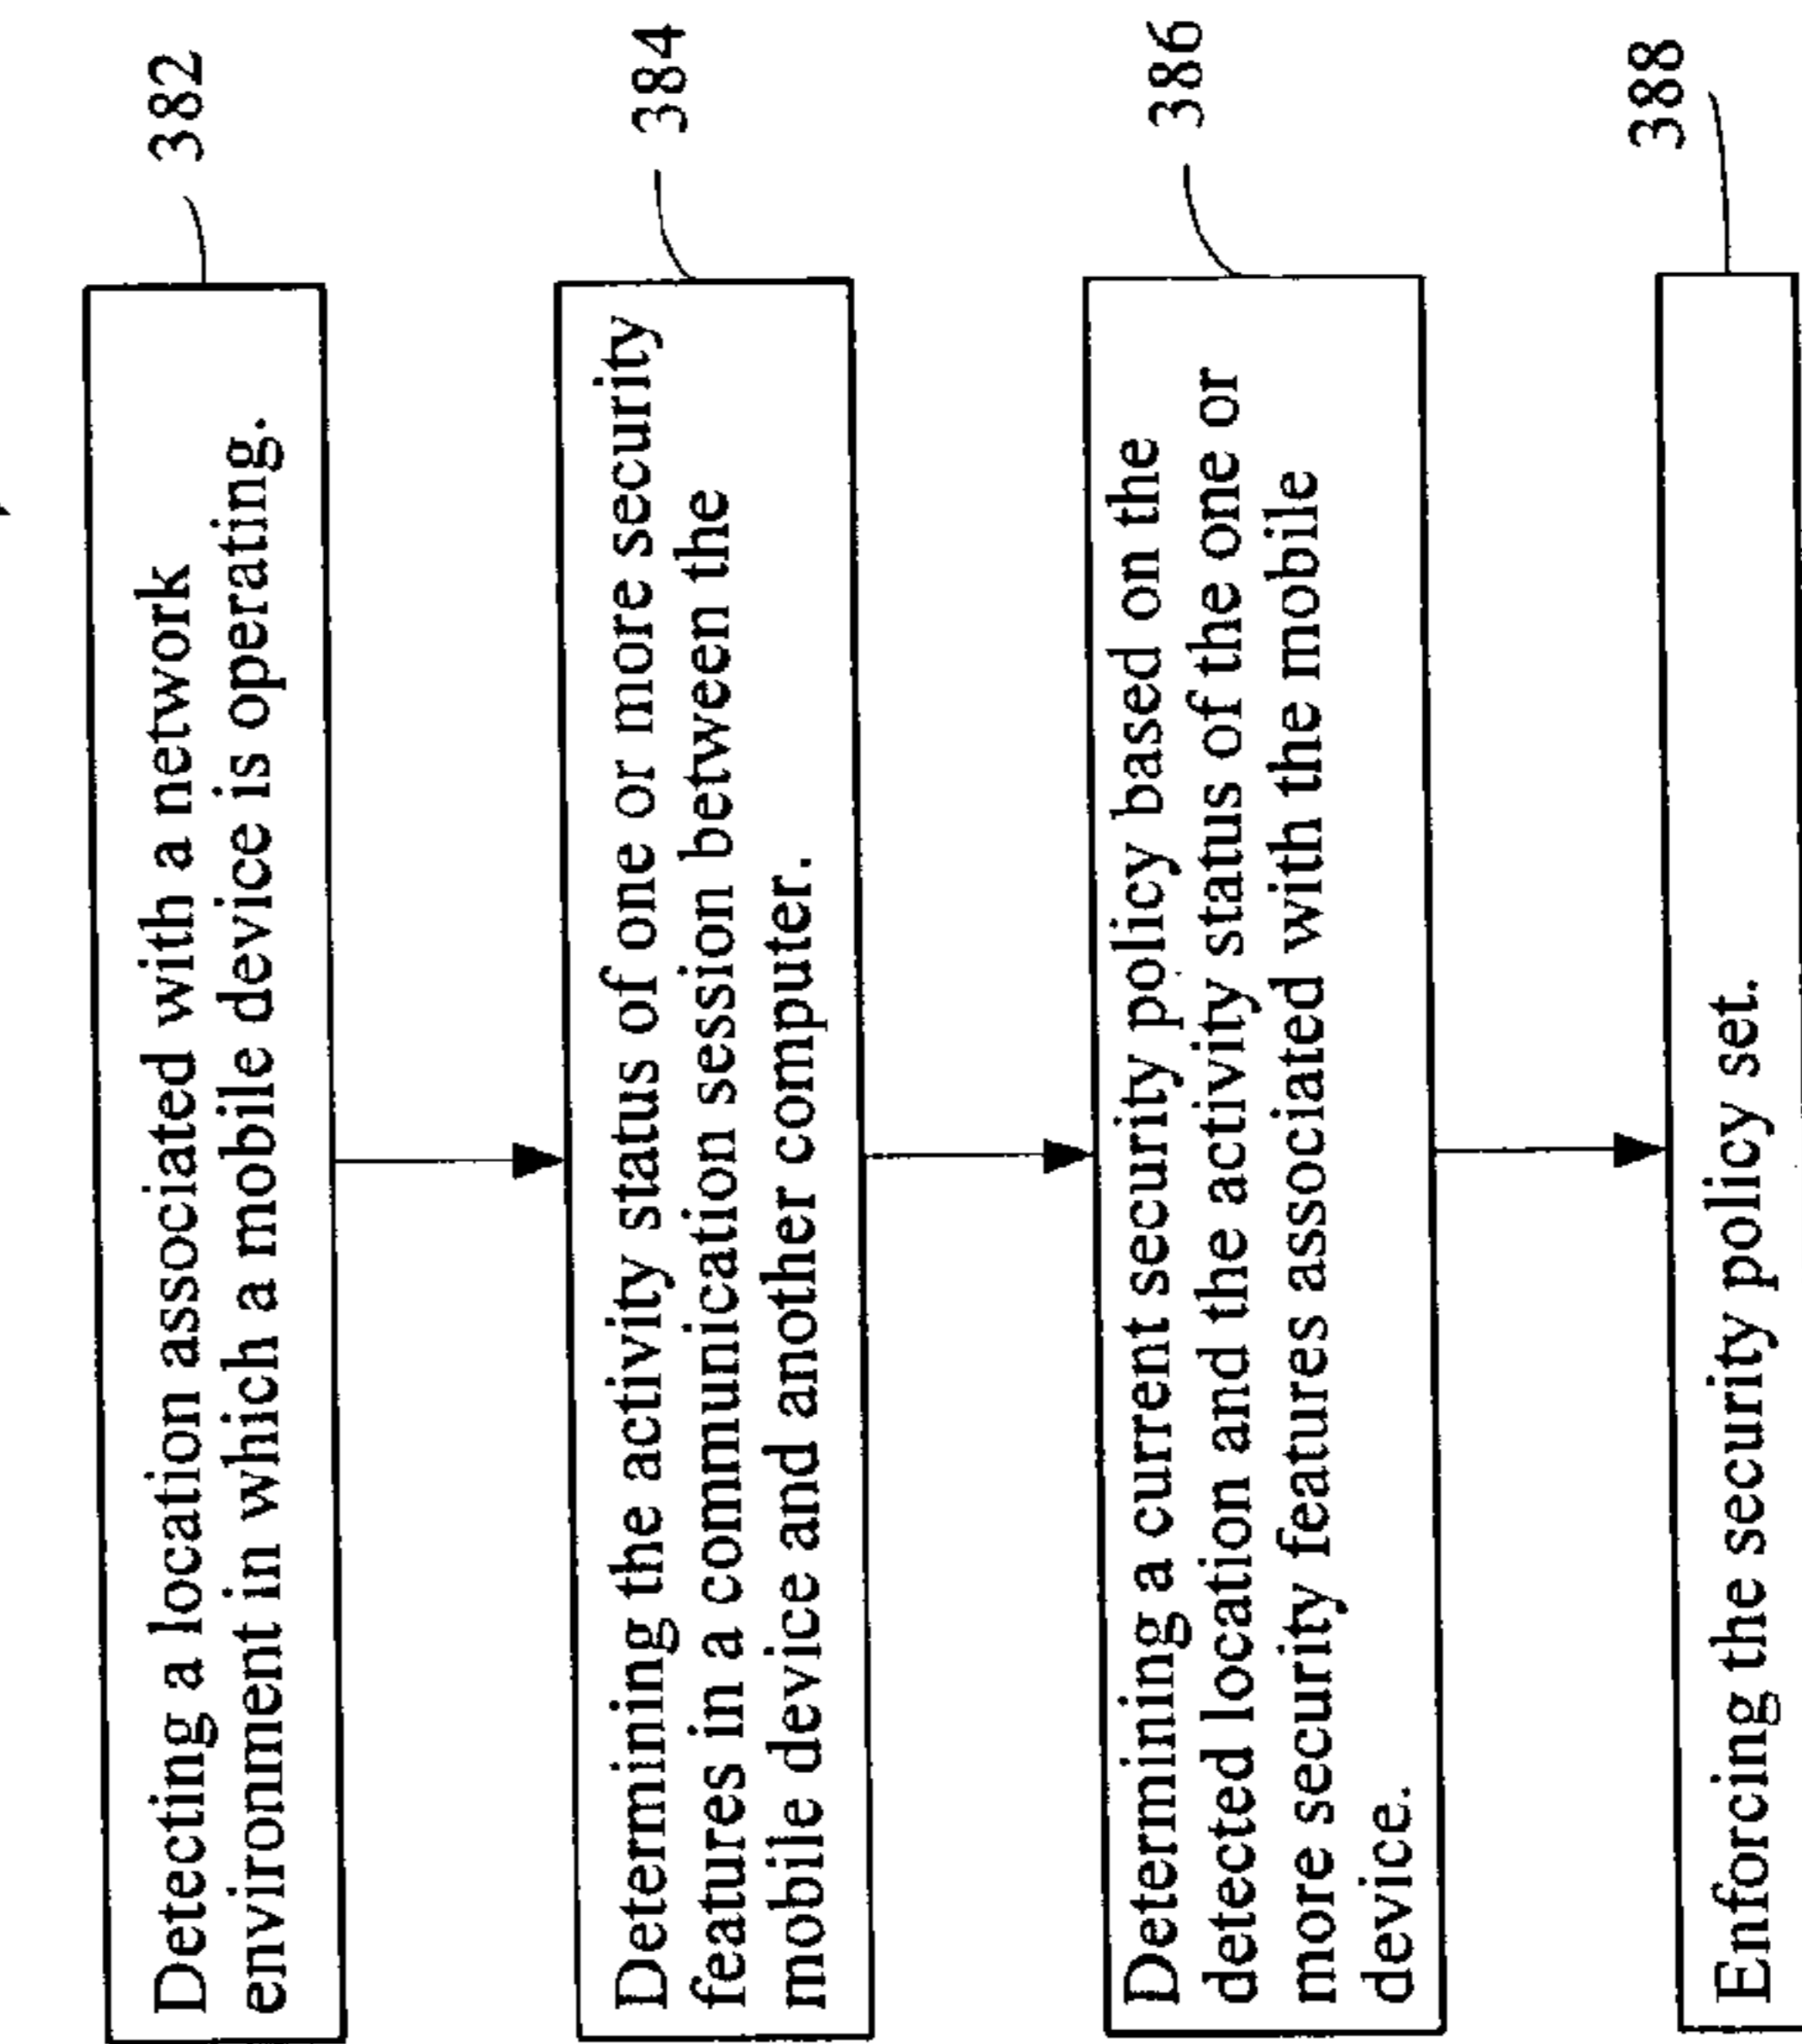 Detecting a location associated with a network
environment in which a mobile device is operating.
382
Determining the activity status of one or more security
features in a communication session between the
mobile device and another computer.
384
Determining a current security policy based on the
detected location and the activity status of the one or
more security features associated with the mobile
device.
386
Enforcing the security policy set.
388